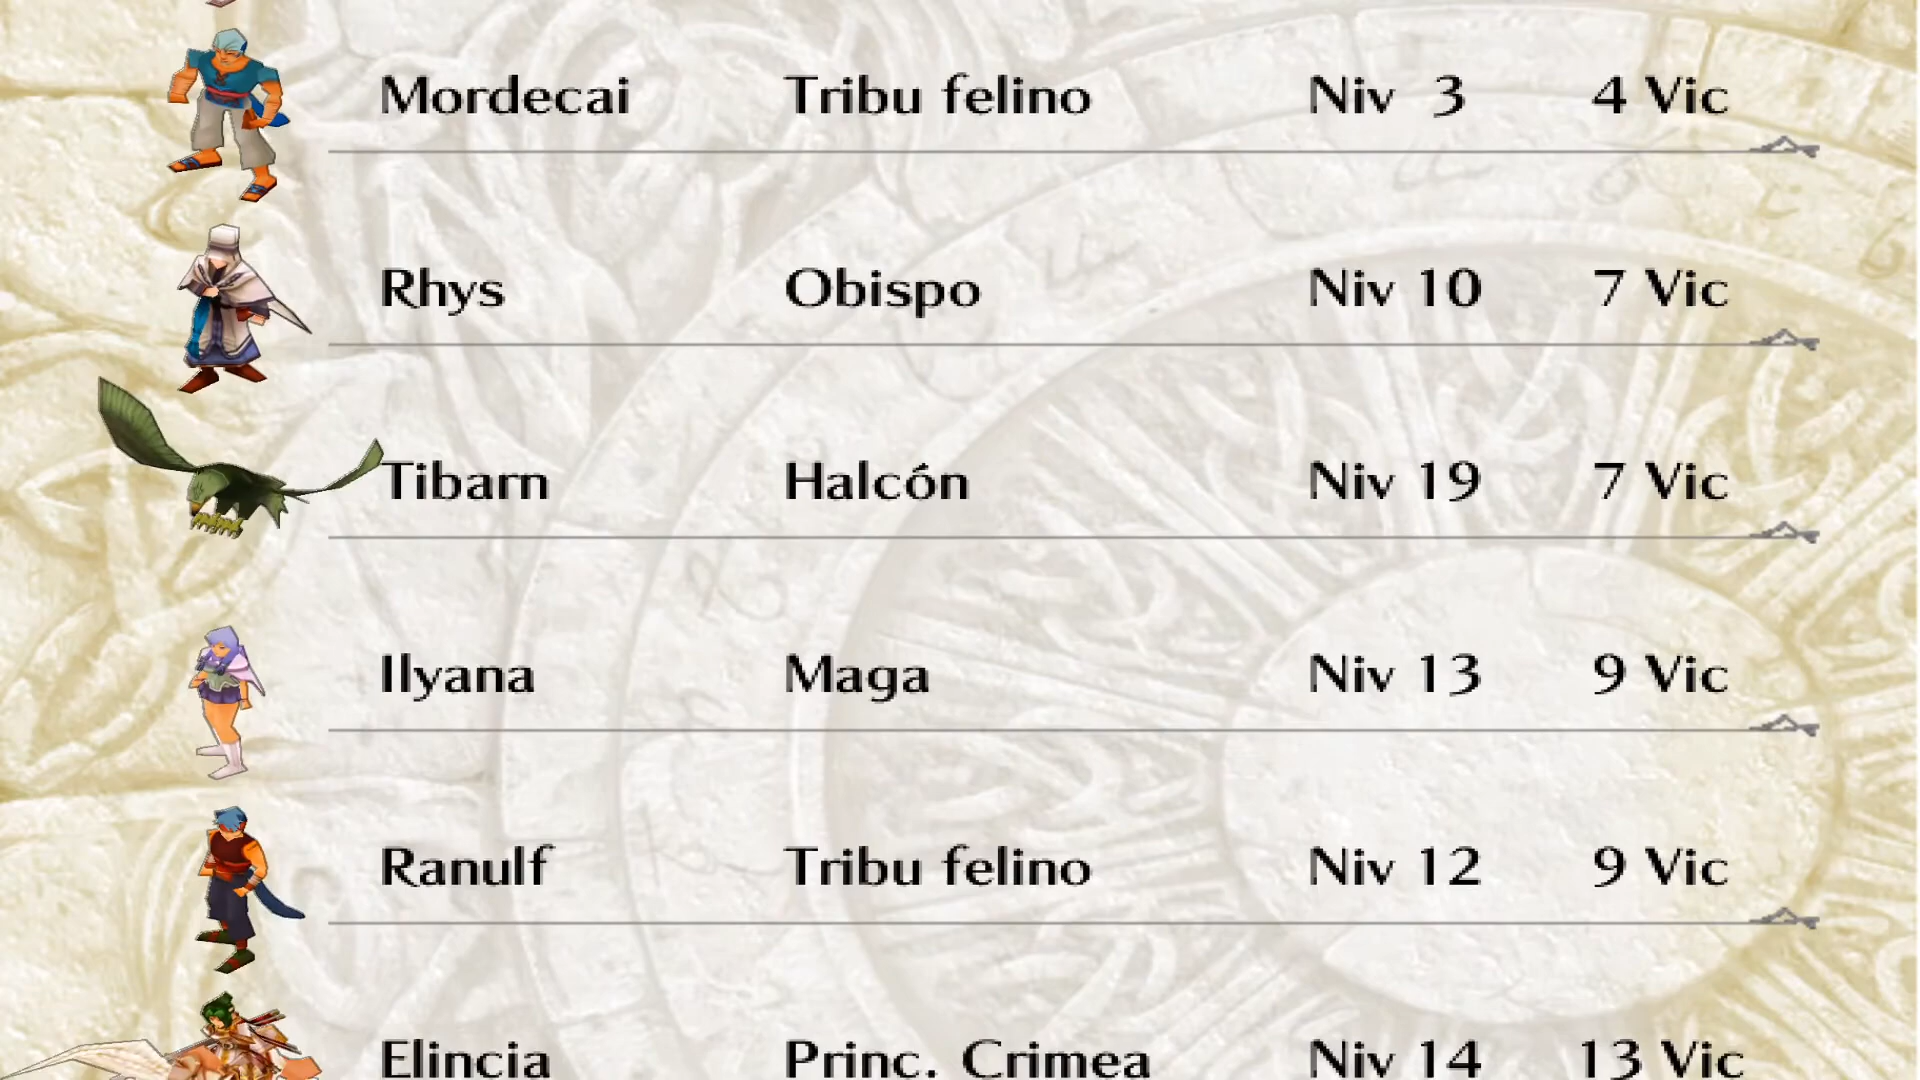 Mordecai Tribu felino Niv 3 4 Vic
Rhys Obispo Niv 10 7 Vic
Tibarn Halcón Niv 19 7 Vic
Ilyana Maga Niv 13 9 Vic
Ranulf Tribu felino Niv 12 9 Vic
Elincia Princ. Crimea Niv 14 13 Vic